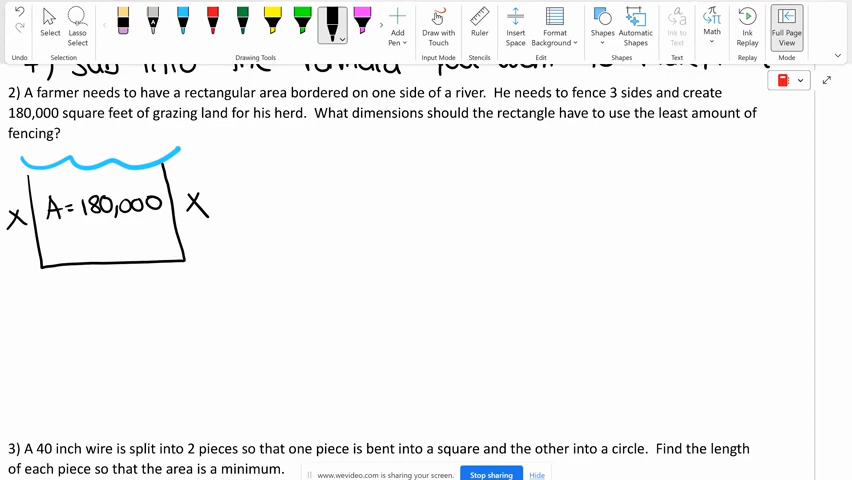 Undo
Select
Lasso
Select
Drawing Tools
Add
Pen
Draw with
Touch
Input Mode
Ruler
Stencils
Insert
Space
Format
Background
Edit
Shapes
Automatic
Shapes
Shapes
Ink to
Text
Ink to Text
Math
Math
Ink
Replay
Replay
Full Page
View
Mode
2) A farmer needs to have a rectangular area bordered on one side of a river. He needs to fence 3 sides and create
180,000 square feet of grazing land for his herd. What dimensions should the rectangle have to use the least amount of
fencing?
X A = 180,000 X
3) A 40 inch wire is split into 2 pieces so that one piece is bent into a square and the other into a circle. Find the length
of each piece so that the area is a minimum.
www.wevideo.com is sharing your screen. Stop sharing Hide